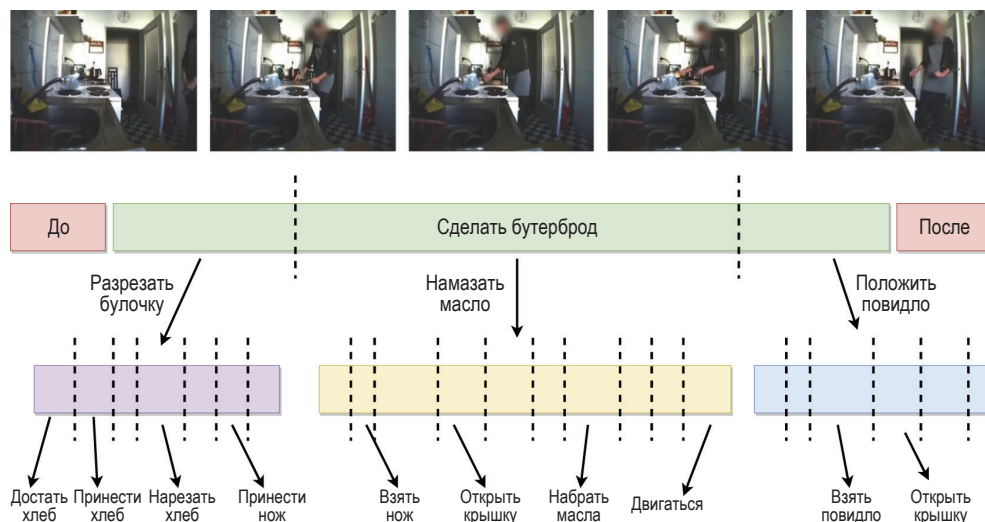 До
Сделать бутерброд
После
Разрезать
булочку
Намазать
масло
Положить
повидло
Достать
хлеб
Принести
хлеб
Нарезать
хлеб
Принести
нож
Взять
нож
Открыть
крышку
Набрать
масла
Двигаться
Взять
повидло
Открыть
крышку